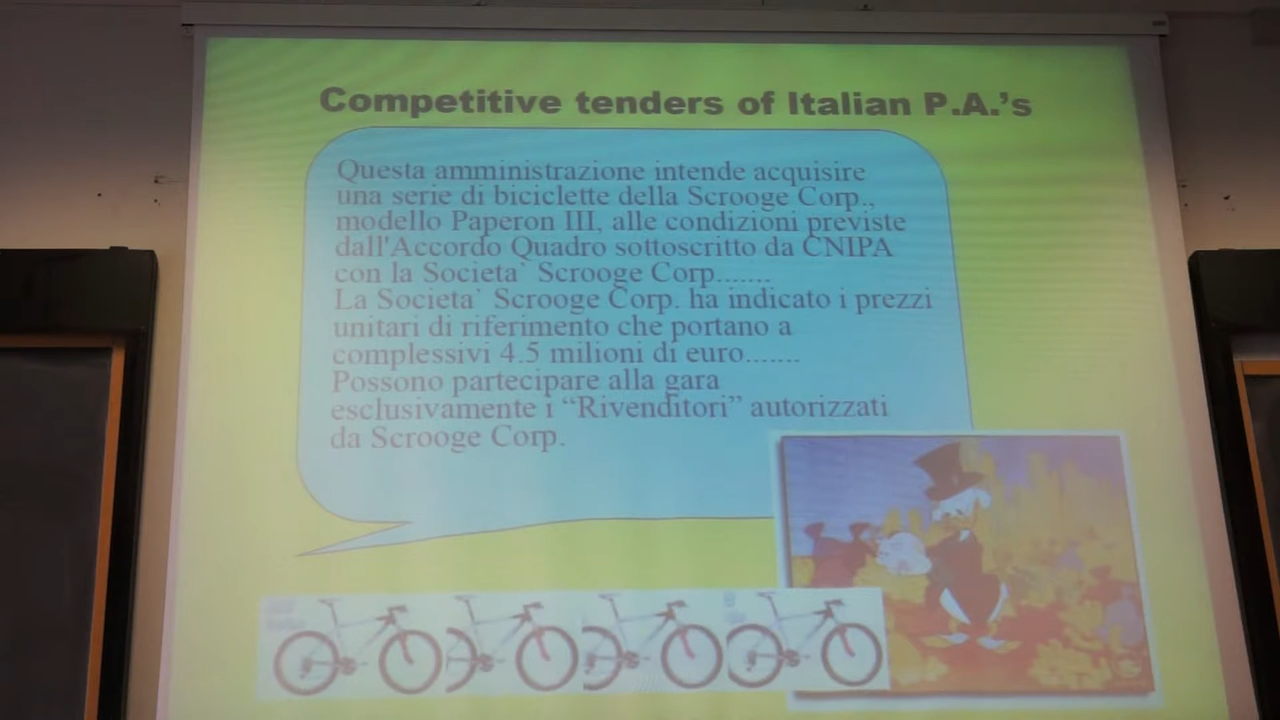 Competitive tenders of Italian P.A.'s
Questa amministrazione intende acquisire
una serie di biciclette della Scrooge Corp.,
modello Paperon III, alle condizioni previste
dall'Accordo Quadro sottoscritto da CNIPA
con la Societa` Scrooge Corp.......
La Societa` Scrooge Corp. ha indicato i prezzi
unitari di riferimento che portano a
complessivi 4.5 milioni di euro.......
Possono partecipare alla gara
esclusivamente i “Rivenditori” autorizzati
da Scrooge Corp.